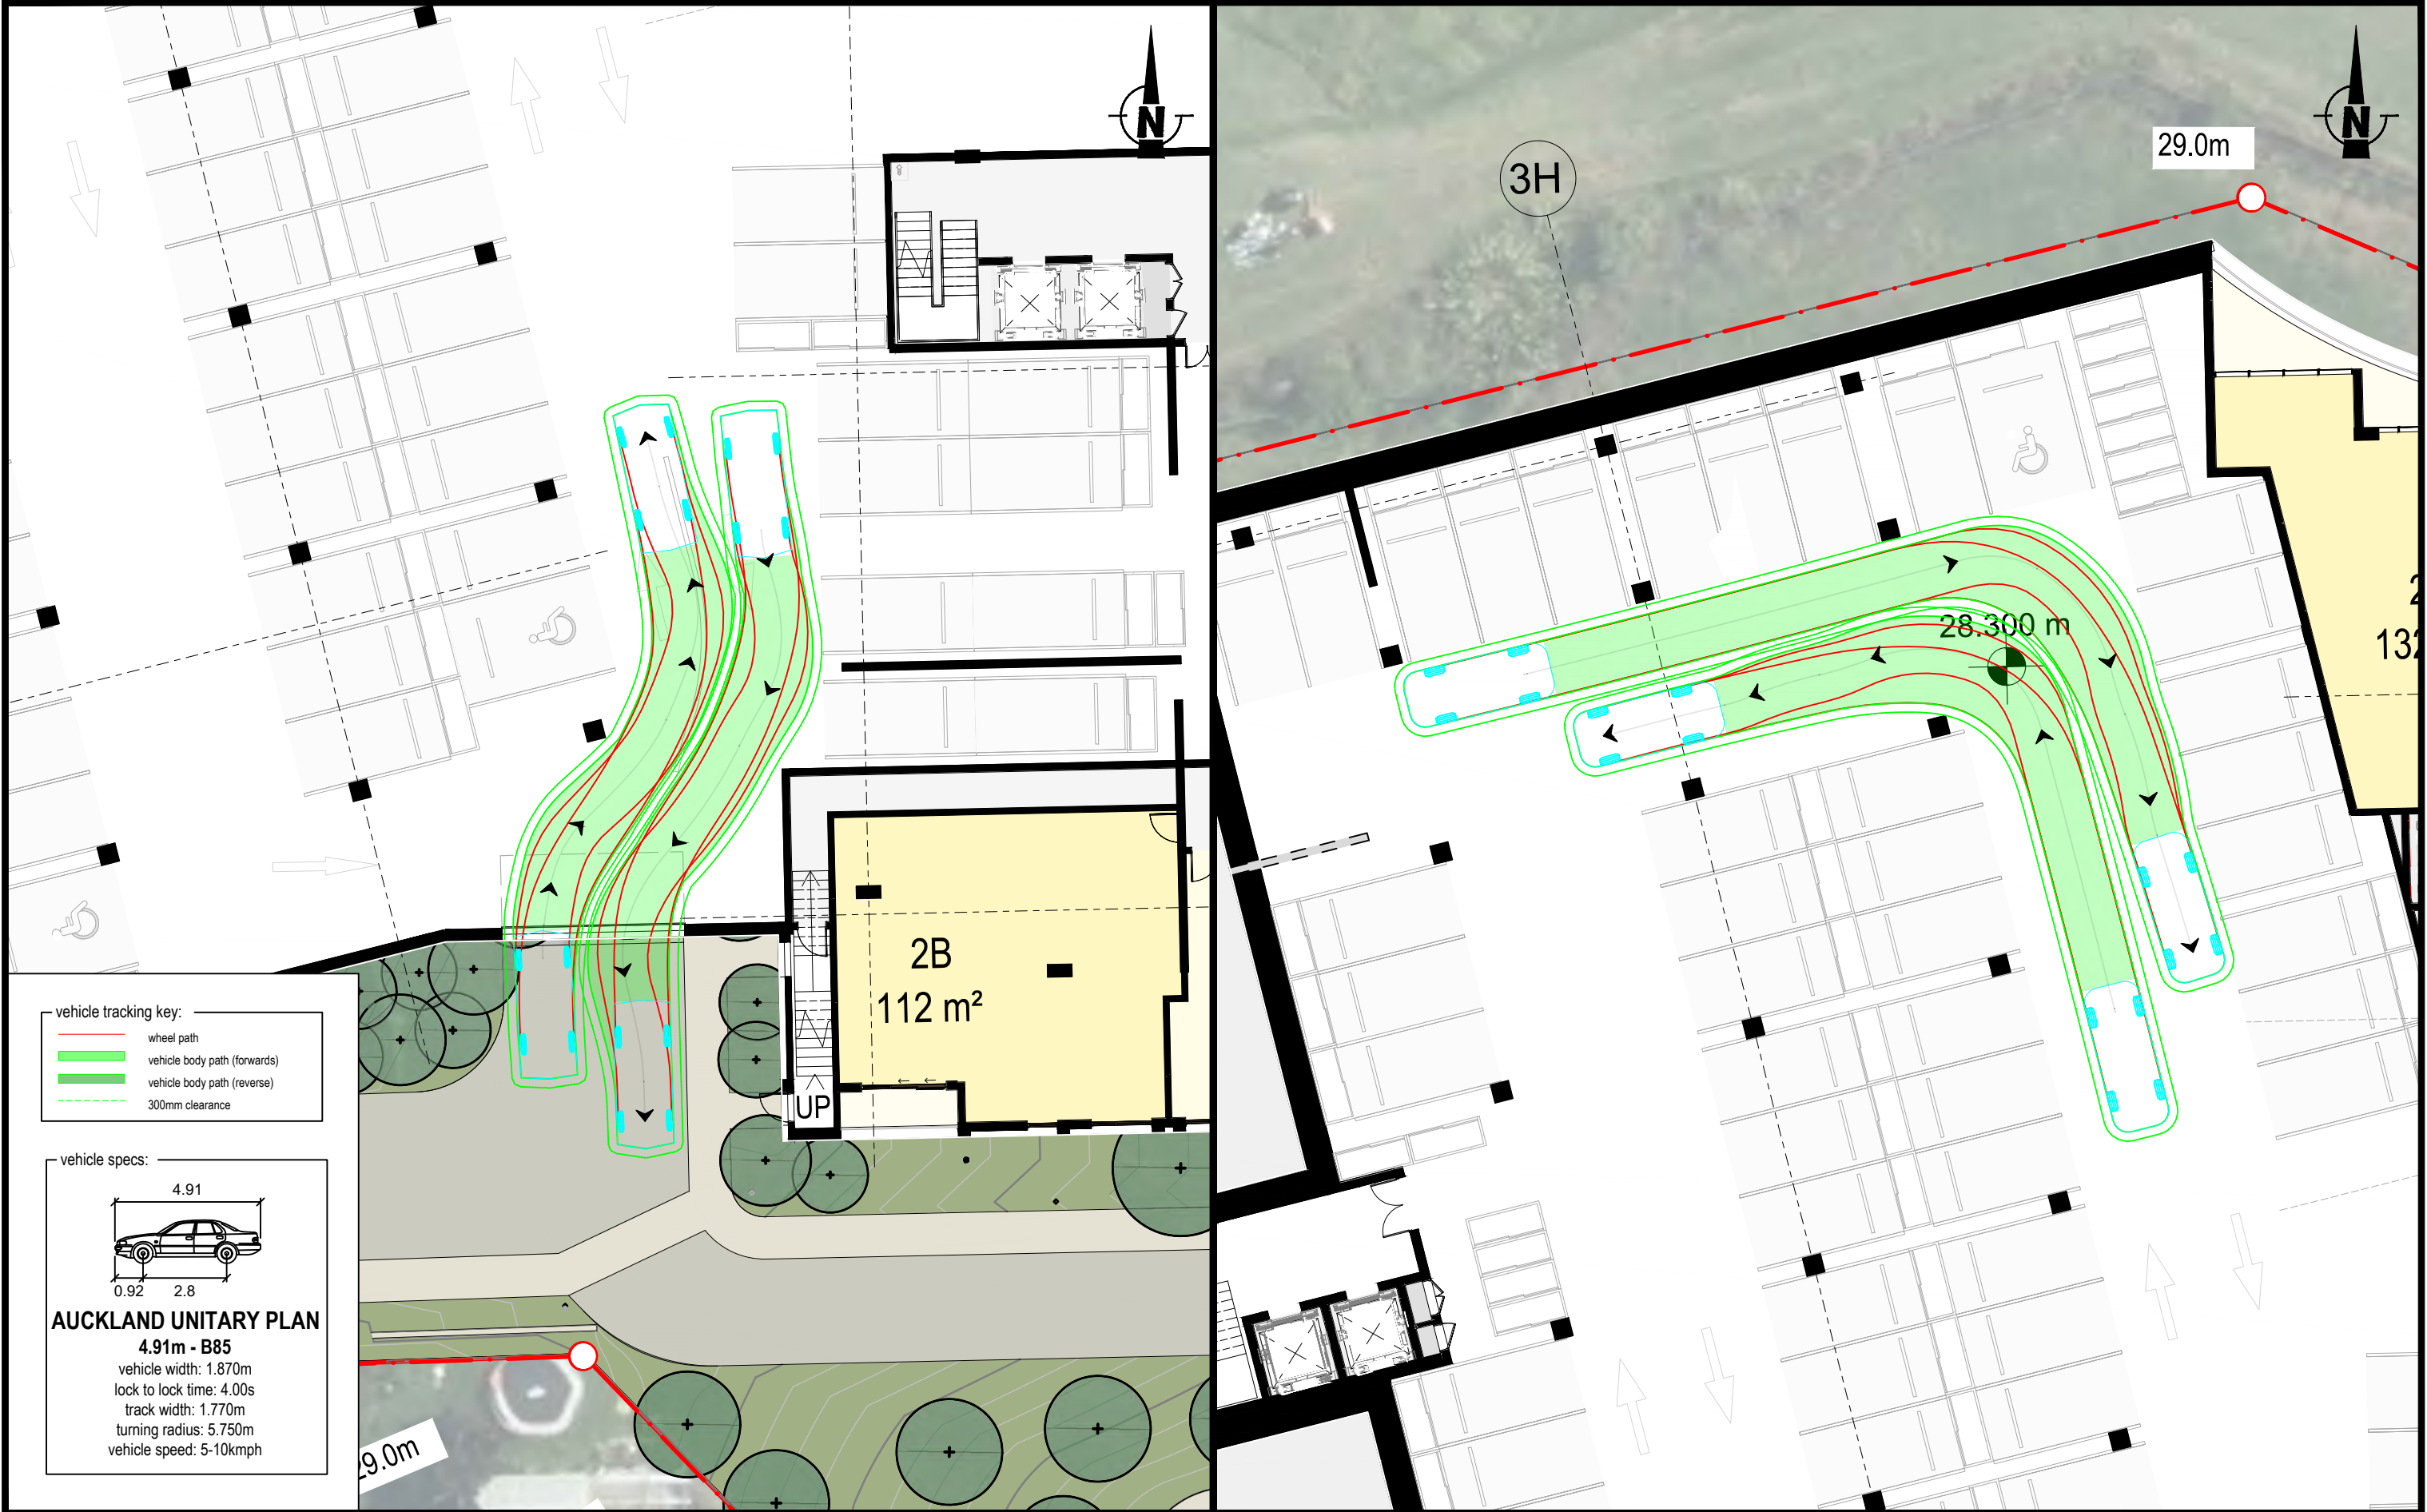 N
2B
112 m²
UP
vehicle tracking key:
wheel path
vehicle body path (forwards)
vehicle body path (reverse)
300mm clearance
vehicle specs:
4.91
0.92 2.8
AUCKLAND UNITARY PLAN
4.91m - B85
vehicle width: 1.870m
lock to lock time: 4.00s
track width: 1.770m
turning radius: 5.750m
vehicle speed: 5-10kmph
29.0m
3H
29.0m
N
28.300 m
2
132